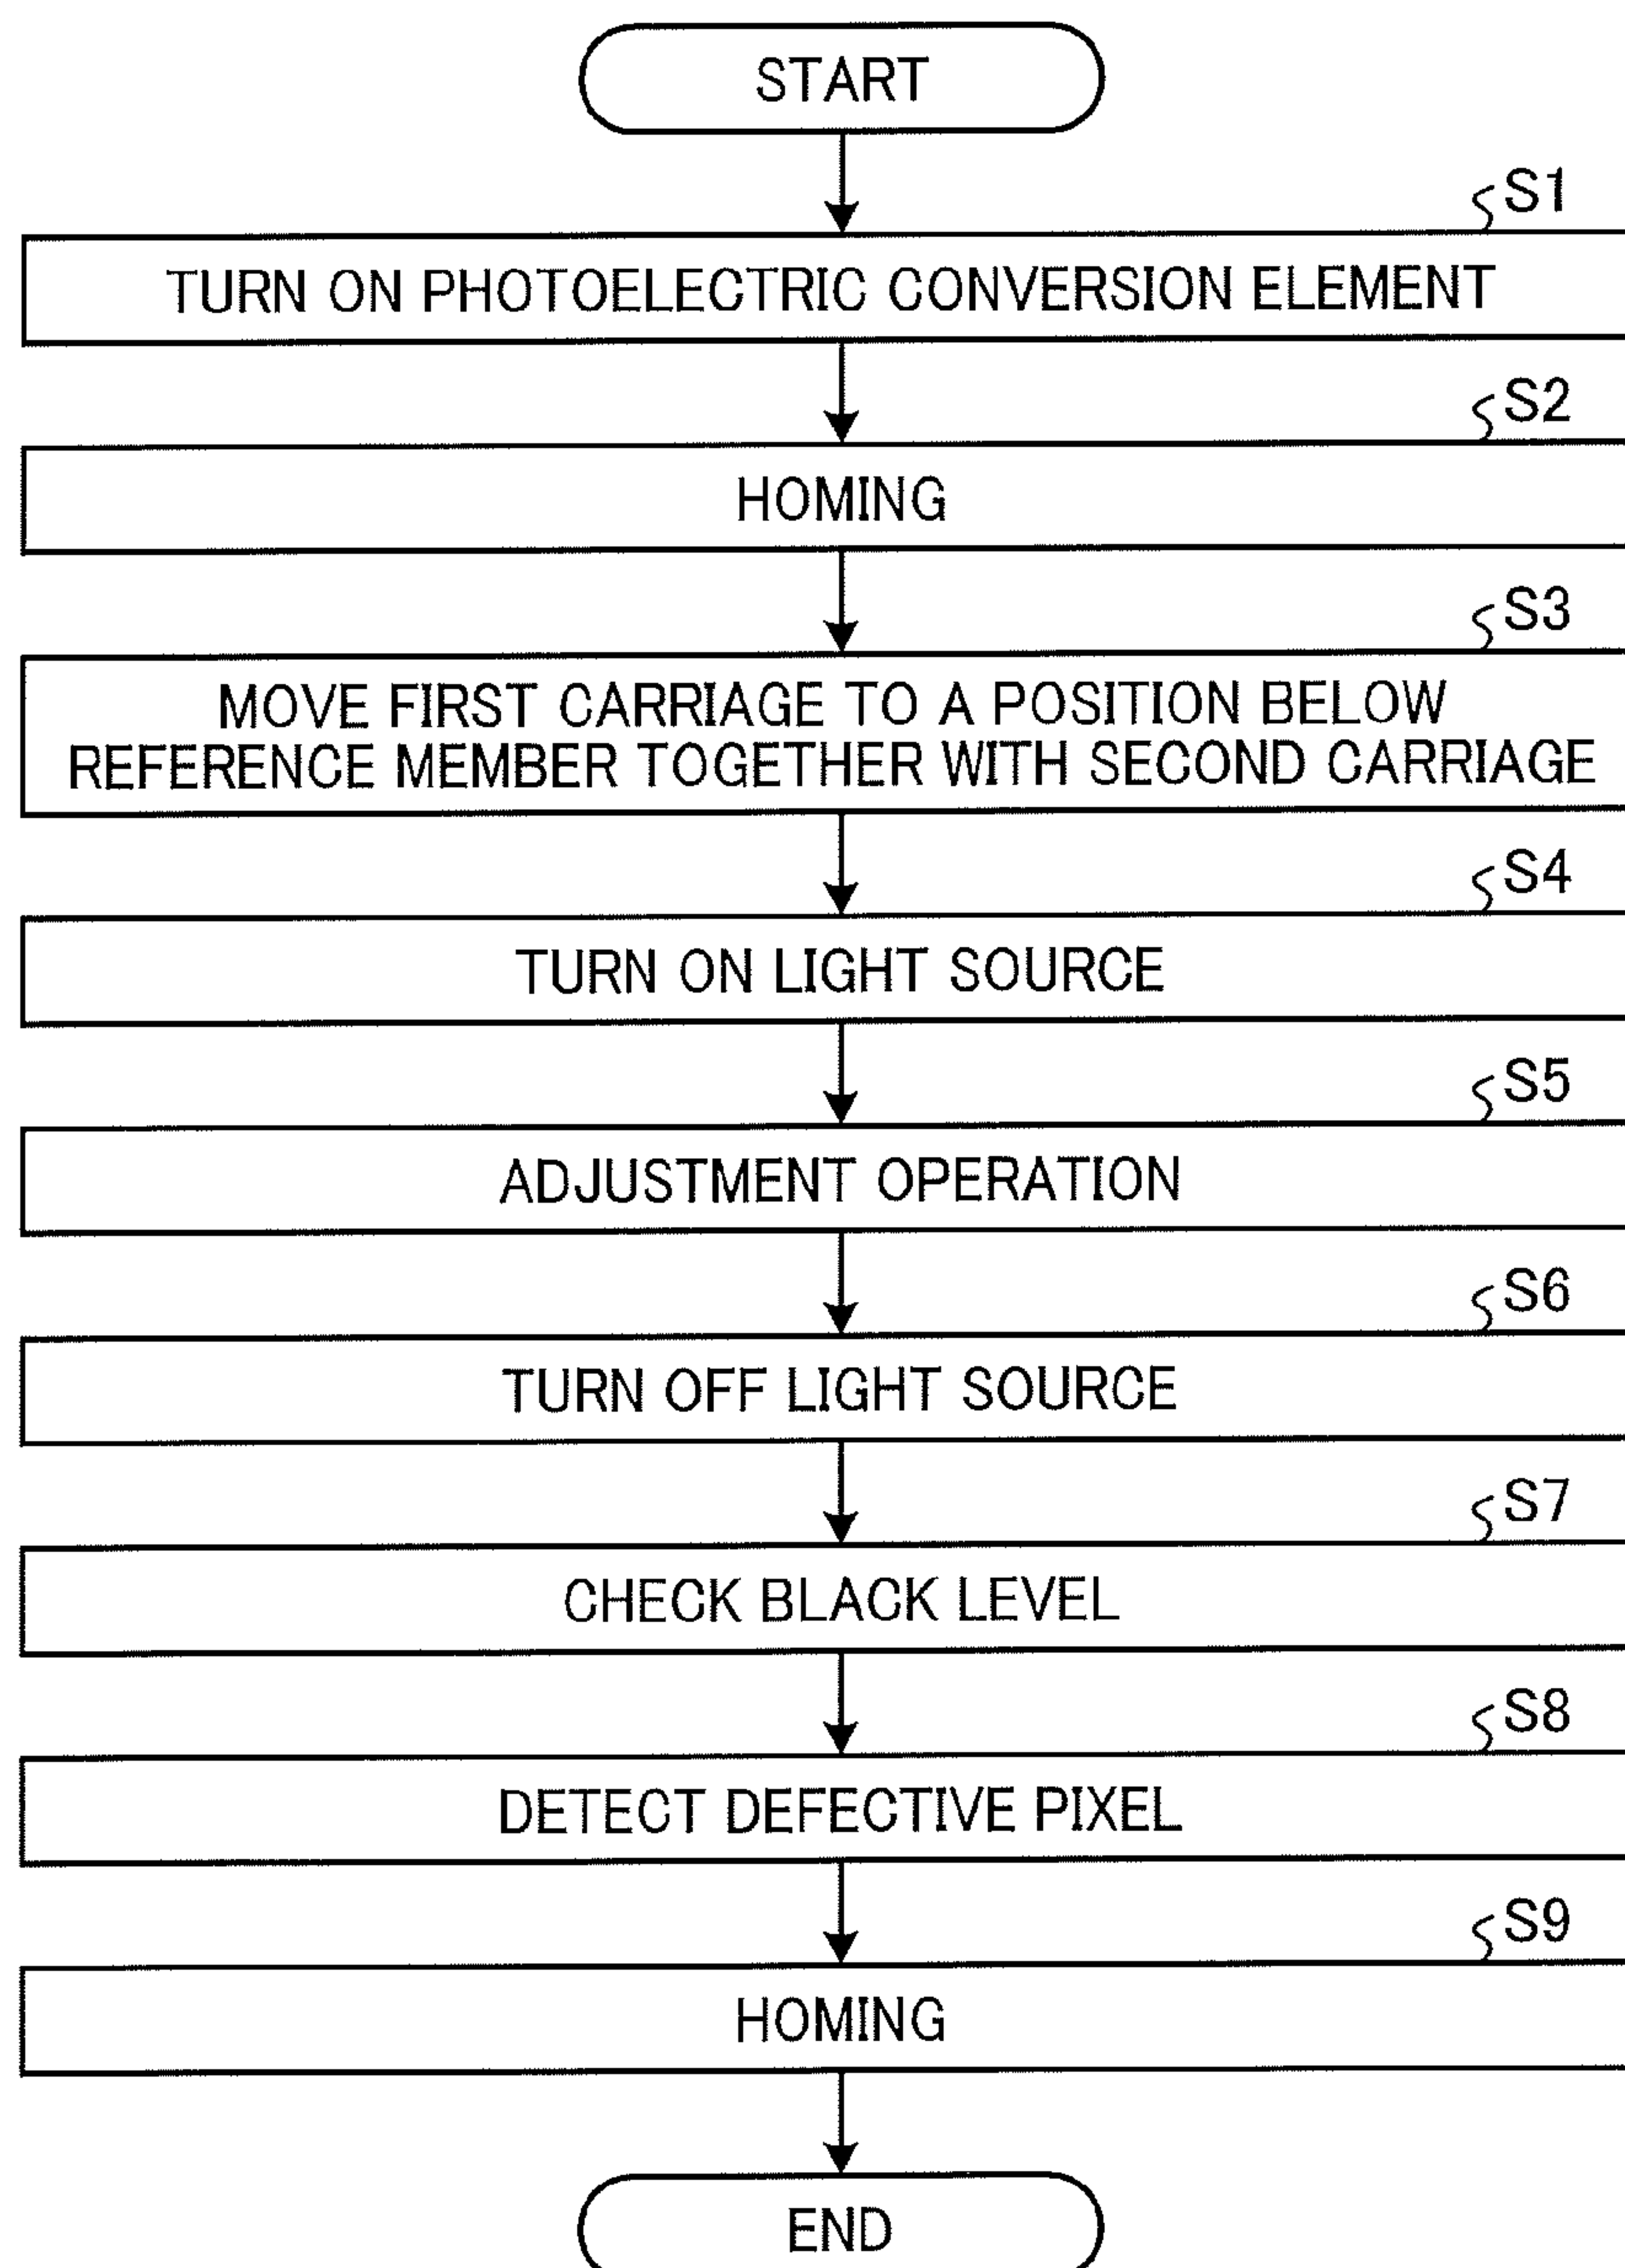 START
S1
TURN ON PHOTOELECTRIC CONVERSION ELEMENT
S2
HOMING
S3
MOVE FIRST CARRIAGE TO A POSITION BELOW
REFERENCE MEMBER TOGETHER WITH SECOND CARRIAGE
S4
TURN ON LIGHT SOURCE
S5
ADJUSTMENT OPERATION
S6
TURN OFF LIGHT SOURCE
S7
CHECK BLACK LEVEL
S8
DETECT DEFECTIVE PIXEL
S9
HOMING
END